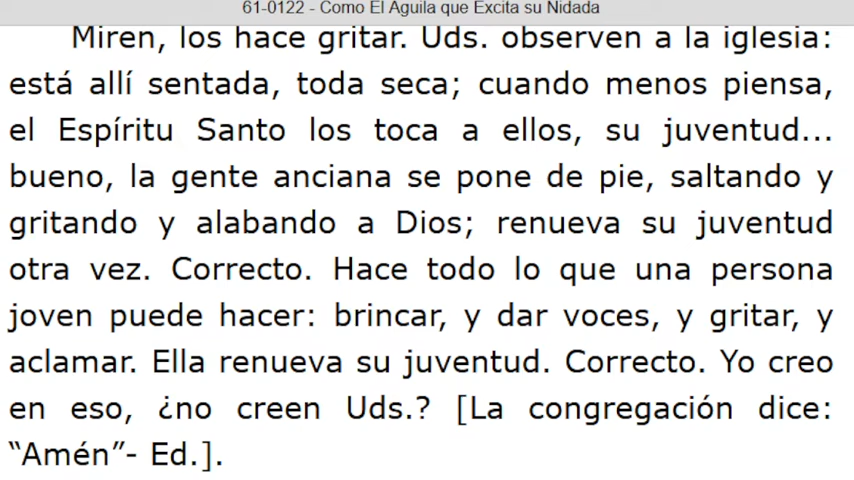 61-0122 - Como El Aguila que Excita su Nidada
Miren, los hace gritar. Uds. observen a la iglesia:
está allí sentada, toda seca; cuando menos piensa,
el Espíritu Santo los toca a ellos, su juventud...
bueno, la gente anciana se pone de pie, saltando y
gritando y alabando a Dios; renueva su juventud
otra vez. Correcto. Hace todo lo que una persona
joven puede hacer: brincar, y dar voces, y gritar, y
aclamar. Ella renueva su juventud. Correcto. Yo creo
en eso, ¿no creen Uds.? [La congregación dice:
“Amén”- Ed.].